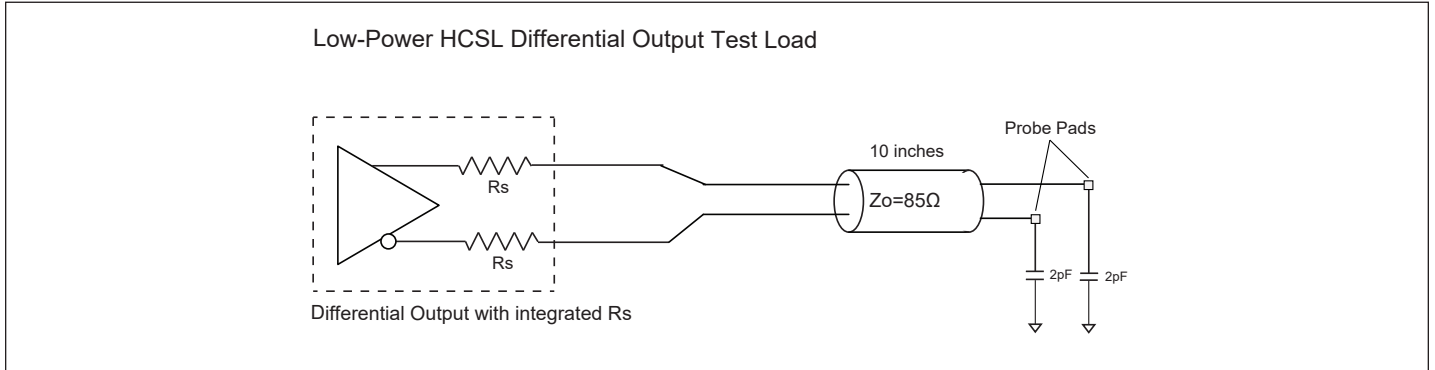 Low-Power HCSL Differential Output Test Load
Probe Pads
10 inches
Rs
Zo=85Ω
Rs
2pF
2pF
Differential Output with integrated Rs